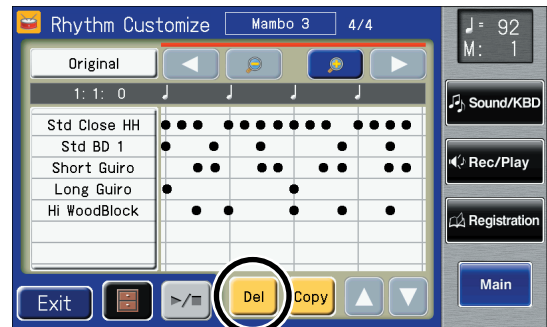 Rhythm Customize Mambo 3 4/4
♩= 92
M: 1
Original
1: 1: 0
Std Close HH
Std BD 1
Short Guiro
Long Guiro
Hi WoodBlock
Sound/KBD
Rec/Play
Registration
Main
Exit
Del
Copy